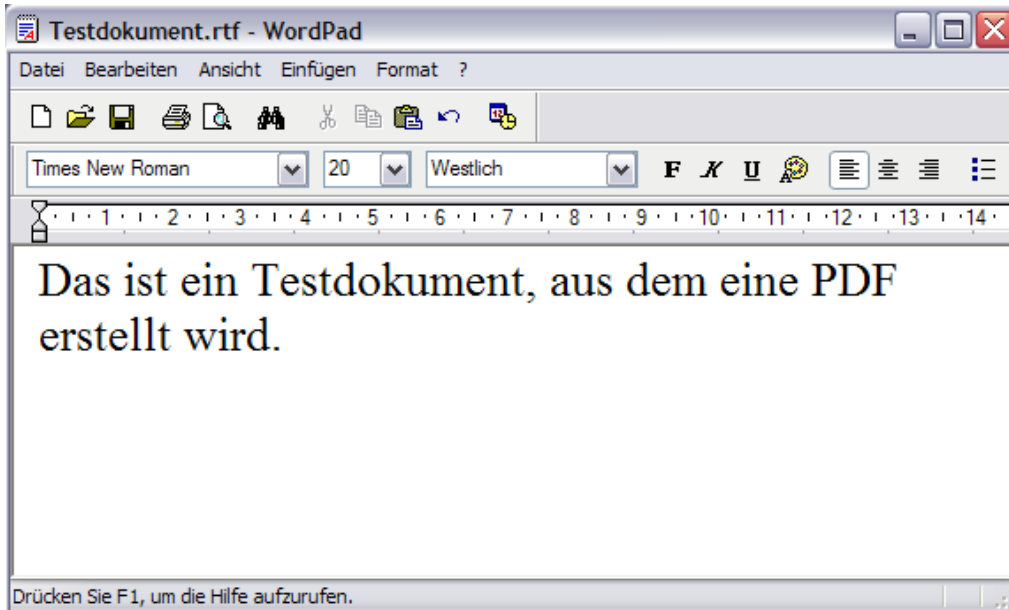 Testdokument.rtf - WordPad
Datei Bearbeiten Ansicht Einfügen Format ?
Times New Roman 20 Westlich F K U
1 2 3 4 5 6 7 8 9 10 11 12 13 14
Das ist ein Testdokument, aus dem eine PDF
erstellt wird.
Drücken Sie F1, um die Hilfe aufzurufen.